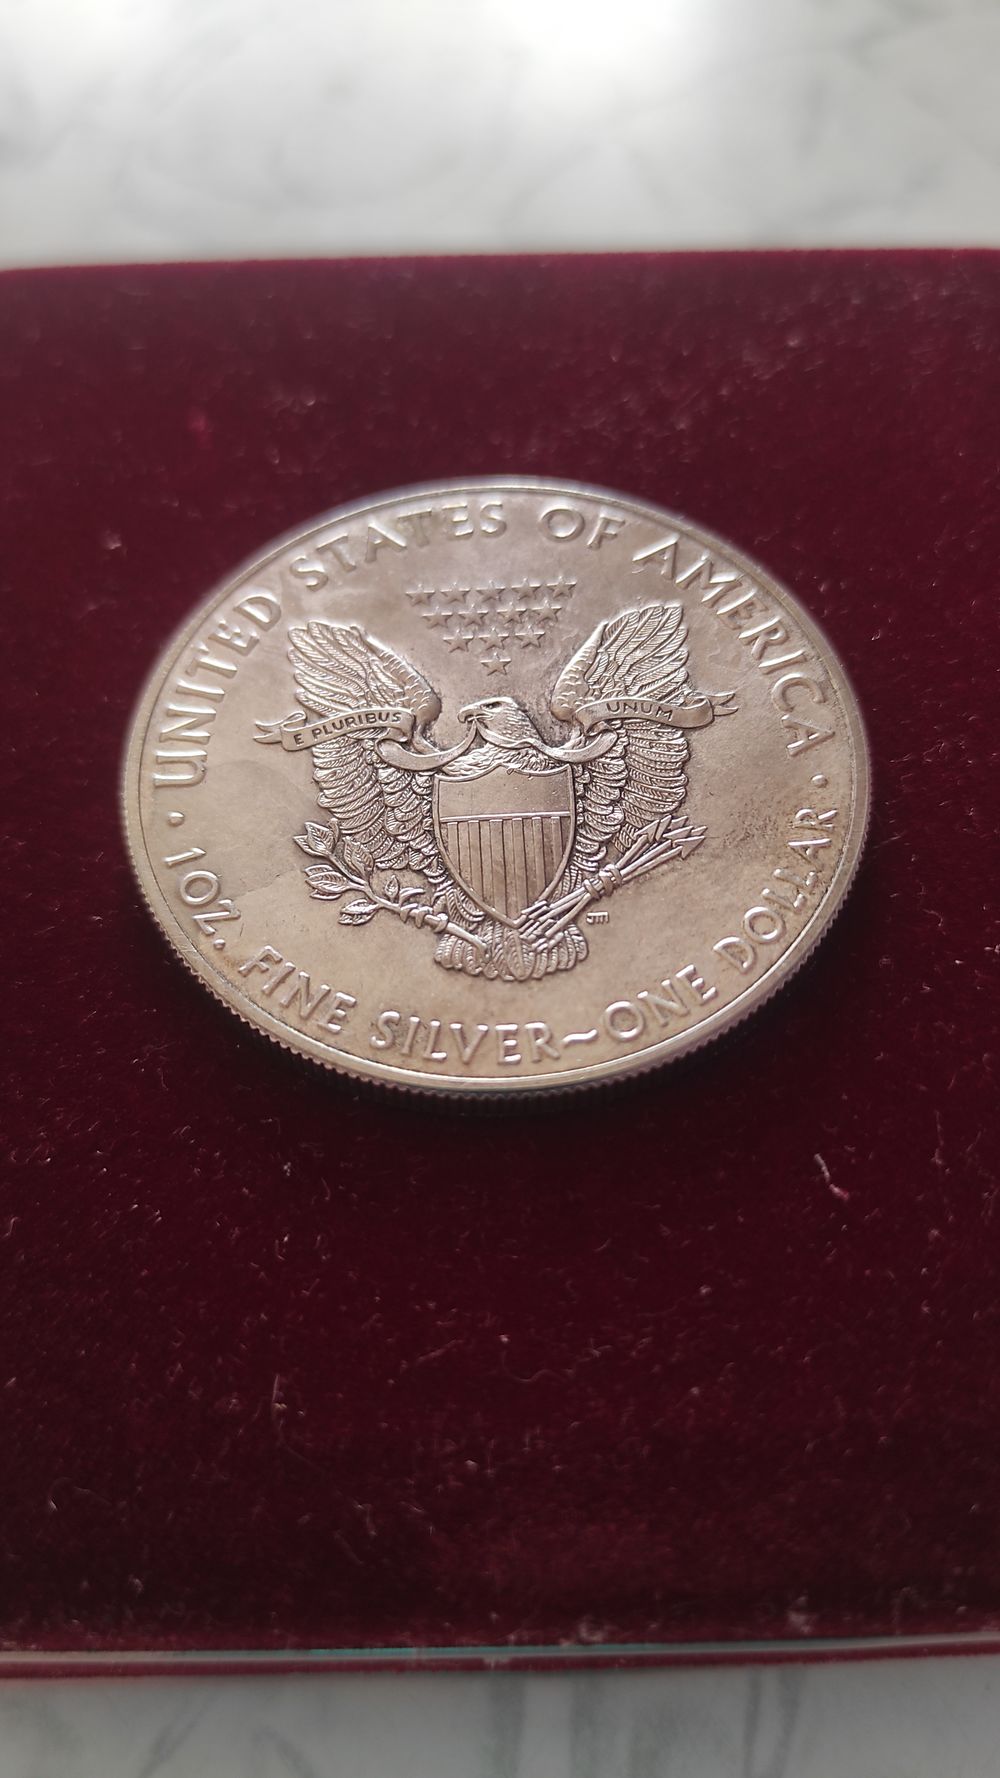 UNITED STATES OF AMERICA
E PLURIBUS UNUM
1 OZ. FINE SILVER~ONE DOLLAR